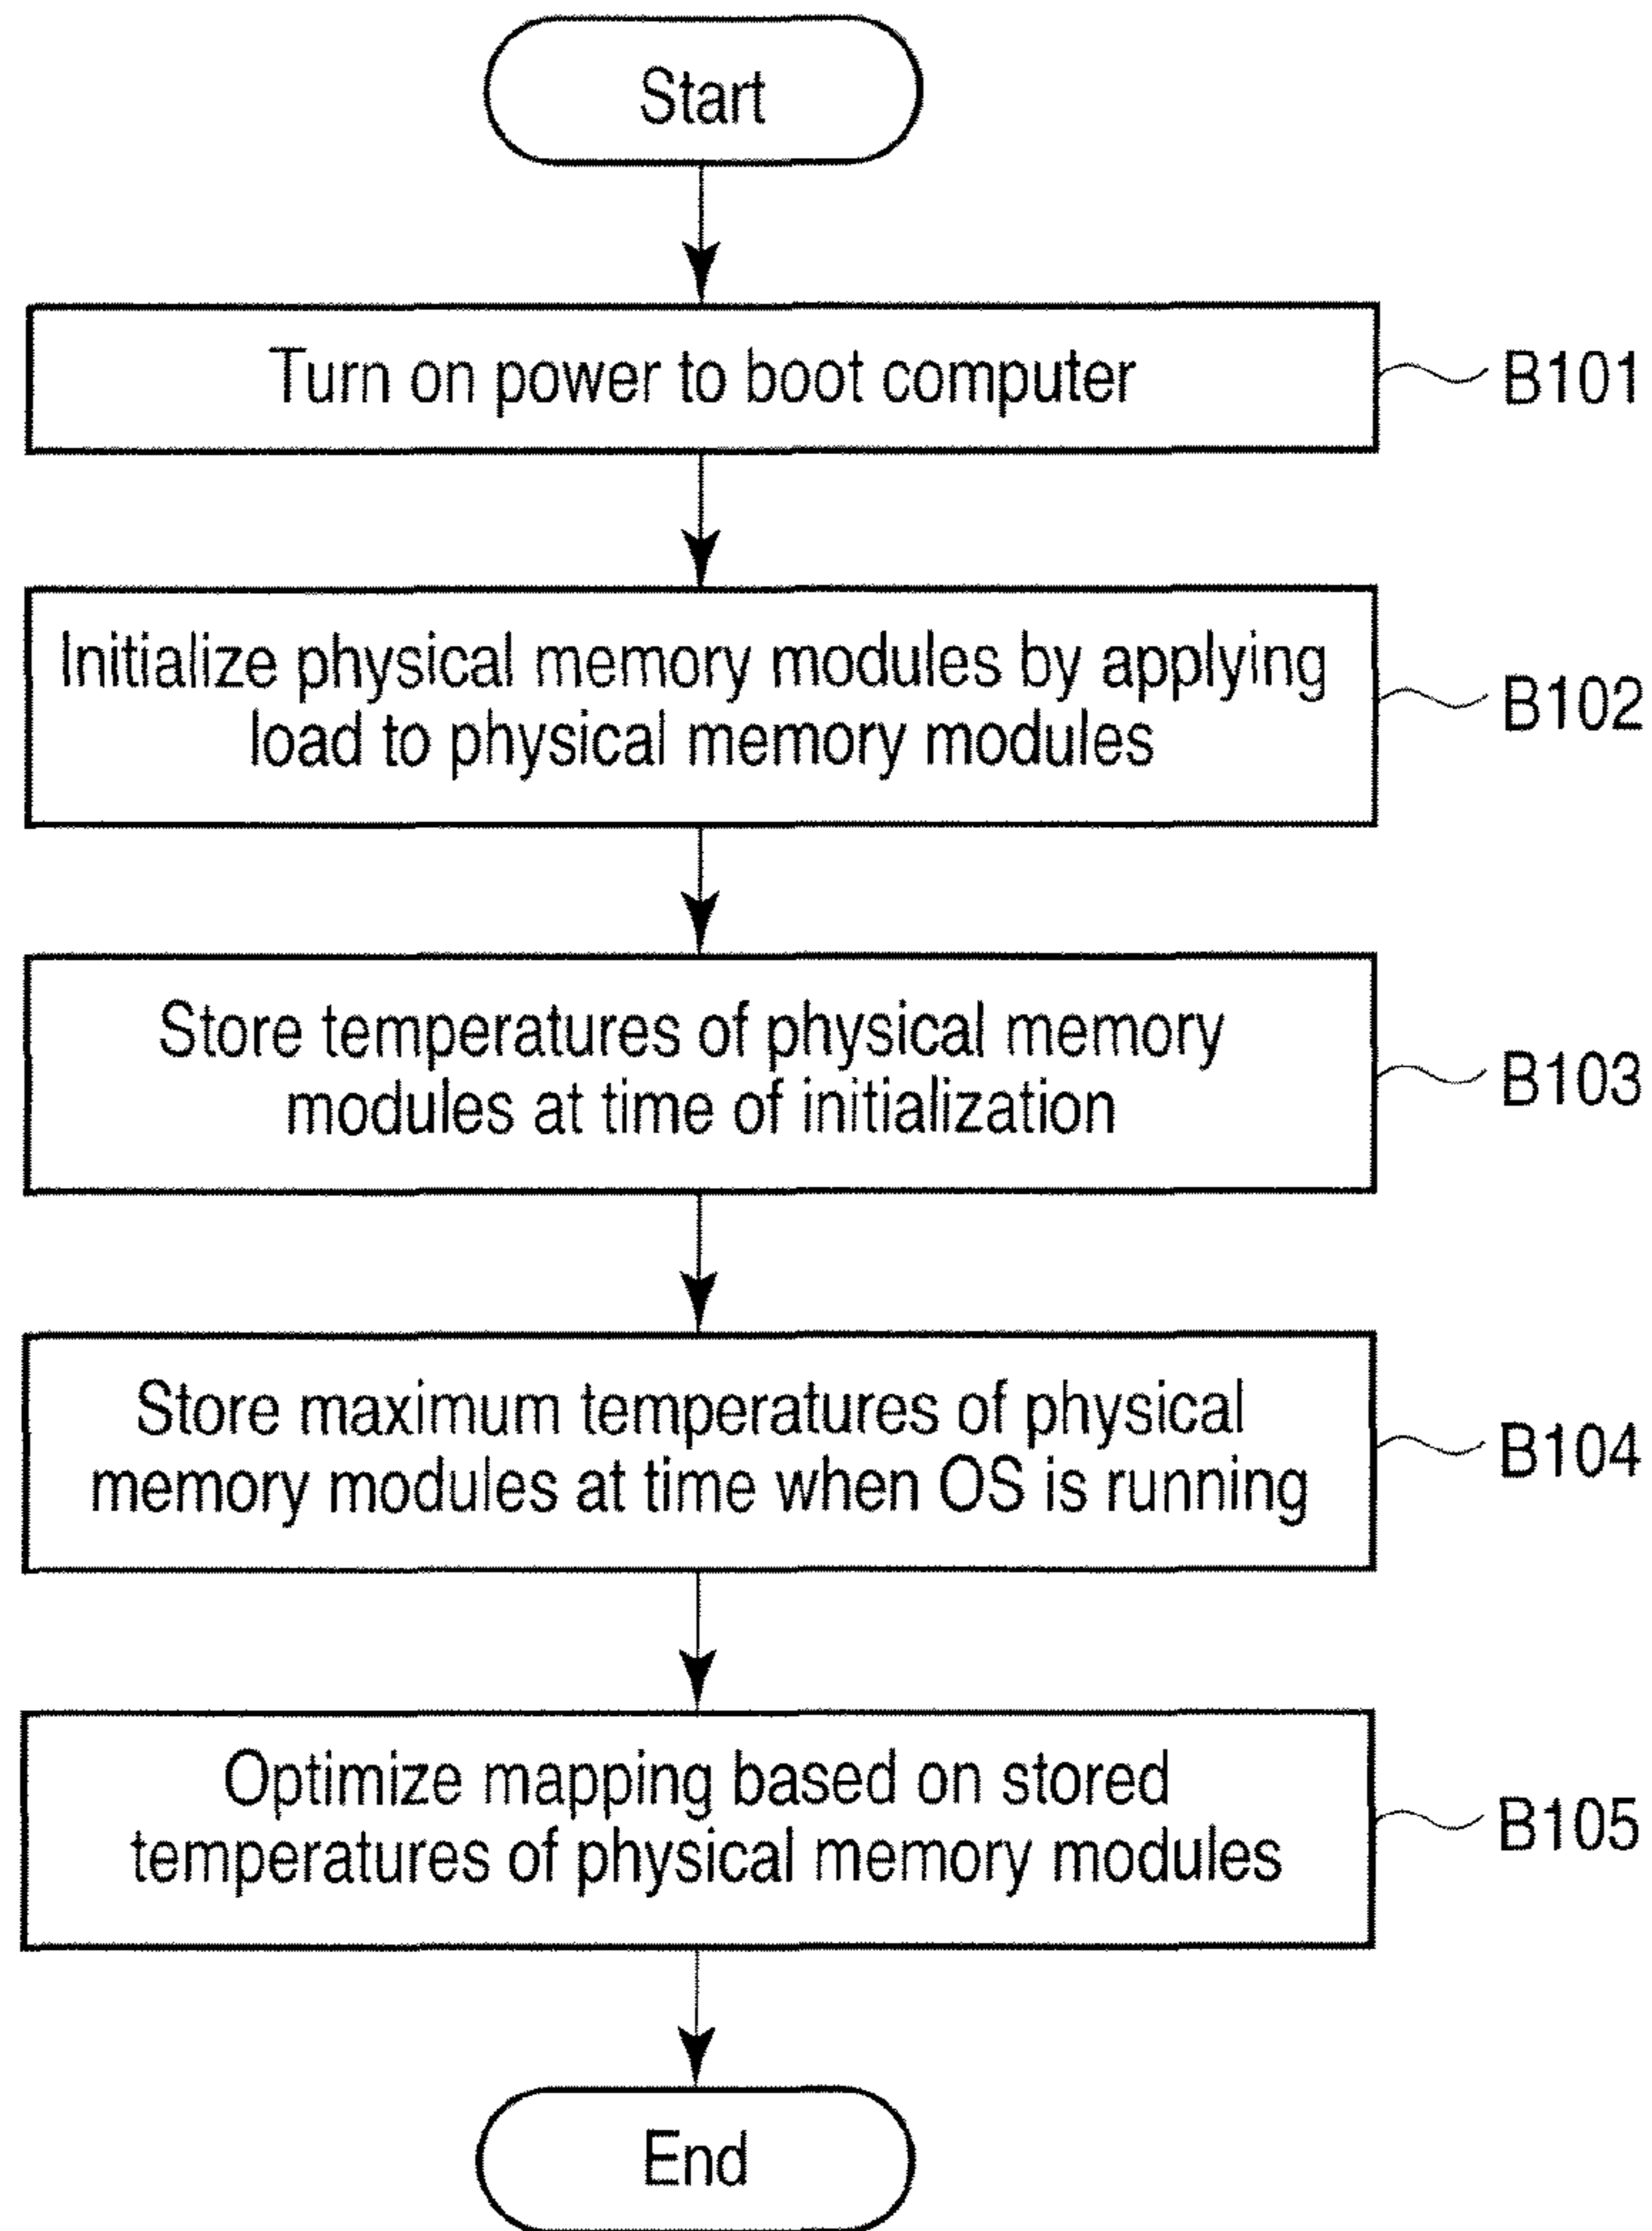 Start
Turn on power to boot computer
B101
Initialize physical memory modules by applying
load to physical memory modules
B102
Store temperatures of physical memory
modules at time of initialization
B103
Store maximum temperatures of physical
memory modules at time when OS is running
B104
Optimize mapping based on stored
temperatures of physical memory modules
B105
End